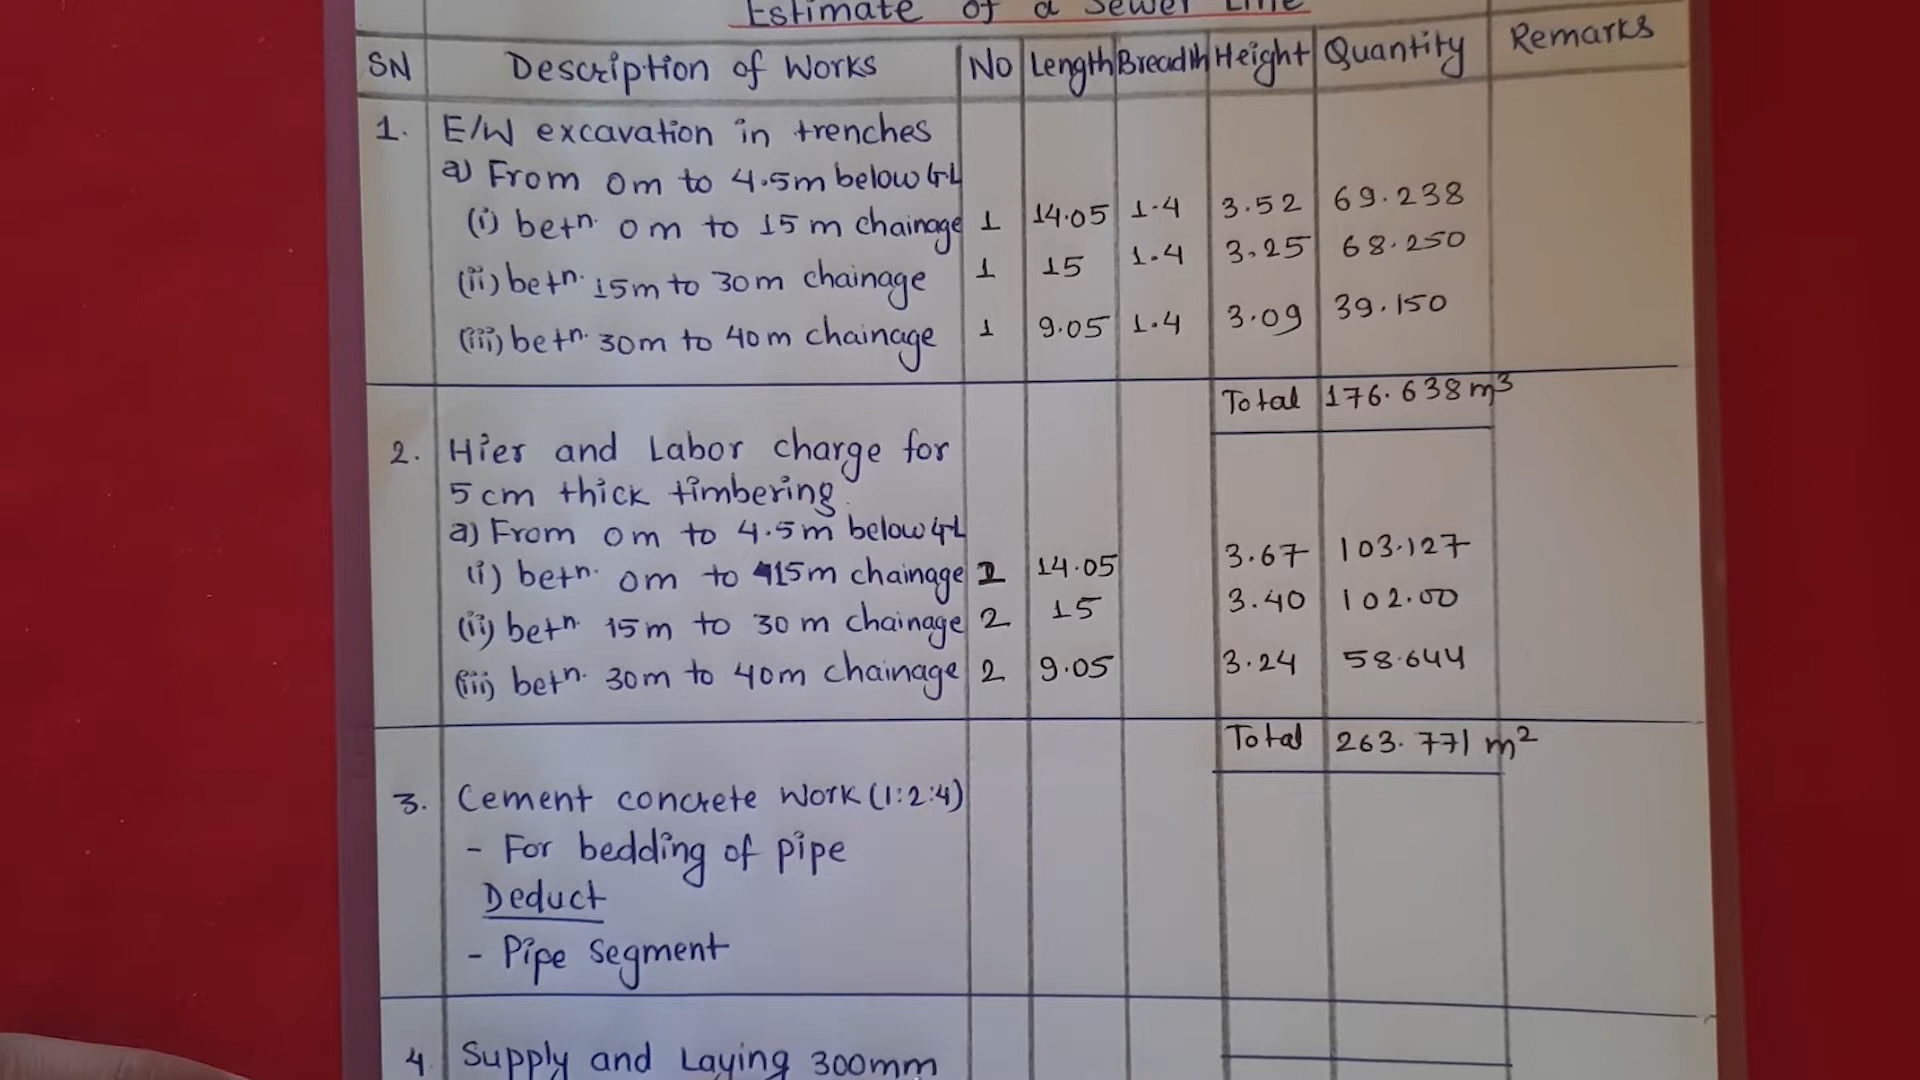 Estimate of a Sewer Line
SN Description of Works No Length Breadth Height Quantity Remarks
1. E/W excavation in trenches
a) From 0m to 4.5m below G.L
(i) betn. 0m to 15m chainage 1 14.05 1.4 3.52 69.238
(ii) betn. 15m to 30m chainage 1 15 1.4 3.25 68.250
(iii) betn. 30m to 40m chainage 1 9.05 1.4 3.09 39.150
Total 176.638 m³
2. Hier and Labor charge for
5cm thick timbering.
a) From 0m to 4.5m below G.L
(i) betn. 0m to 15m chainage 2 14.05 3.67 103.127
(ii) betn. 15m to 30m chainage 2 15 3.40 102.00
(iii) betn. 30m to 40m chainage 2 9.05 3.24 58.644
Total 263.771 m²
3. Cement concrete Work (1:2:4)
- For bedding of pipe
Deduct
- Pipe segment
4. Supply and Laying 300mm